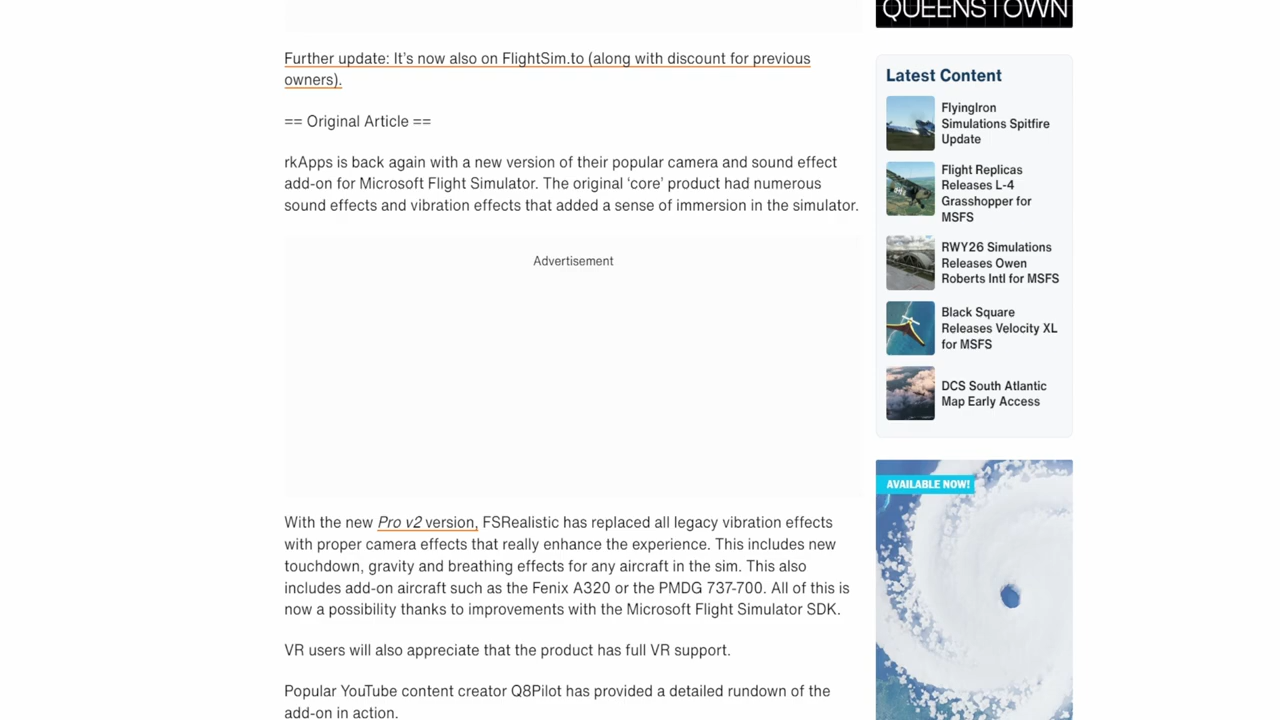 QUEENSTOWN
Further update: It’s now also on FlightSim.to (along with discount for previous
owners).
== Original Article ==
rkApps is back again with a new version of their popular camera and sound effect
add-on for Microsoft Flight Simulator. The original ‘core’ product had numerous
sound effects and vibration effects that added a sense of immersion in the simulator.
Advertisement
With the new Pro v2 version, FSRealistic has replaced all legacy vibration effects
with proper camera effects that really enhance the experience. This includes new
touchdown, gravity and breathing effects for any aircraft in the sim. This also
includes add-on aircraft such as the Fenix A320 or the PMDG 737-700. All of this is
now a possibility thanks to improvements with the Microsoft Flight Simulator SDK.
VR users will also appreciate that the product has full VR support.
Popular YouTube content creator Q8Pilot has provided a detailed rundown of the
add-on in action.
Latest Content
FlyingIron
Simulations Spitfire
Update
Flight Replicas
Releases L-4
Grasshopper for
MSFS
RWY26 Simulations
Releases Owen
Roberts Intl for MSFS
Black Square
Releases Velocity XL
for MSFS
DCS South Atlantic
Map Early Access
AVAILABLE NOW!